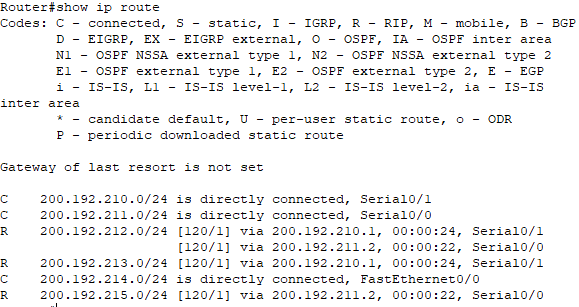 Router#show ip route
Codes: C - connected, S - static, I - IGRP, R - RIP, M - mobile, B - BGP
       D - EIGRP, EX - EIGRP external, O - OSPF, IA - OSPF inter area
       N1 - OSPF NSSA external type 1, N2 - OSPF NSSA external type 2
       E1 - OSPF external type 1, E2 - OSPF external type 2, E - EGP
       i - IS-IS, L1 - IS-IS level-1, L2 - IS-IS level-2, ia - IS-IS
inter area
       * - candidate default, U - per-user static route, o - ODR
       P - periodic downloaded static route

Gateway of last resort is not set

C    200.192.210.0/24 is directly connected, Serial0/1
C    200.192.211.0/24 is directly connected, Serial0/0
R    200.192.212.0/24 [120/1] via 200.192.210.1, 00:00:24, Serial0/1
                      [120/1] via 200.192.211.2, 00:00:22, Serial0/0
R    200.192.213.0/24 [120/1] via 200.192.210.1, 00:00:24, Serial0/1
C    200.192.214.0/24 is directly connected, FastEthernet0/0
R    200.192.215.0/24 [120/1] via 200.192.211.2, 00:00:22, Serial0/0